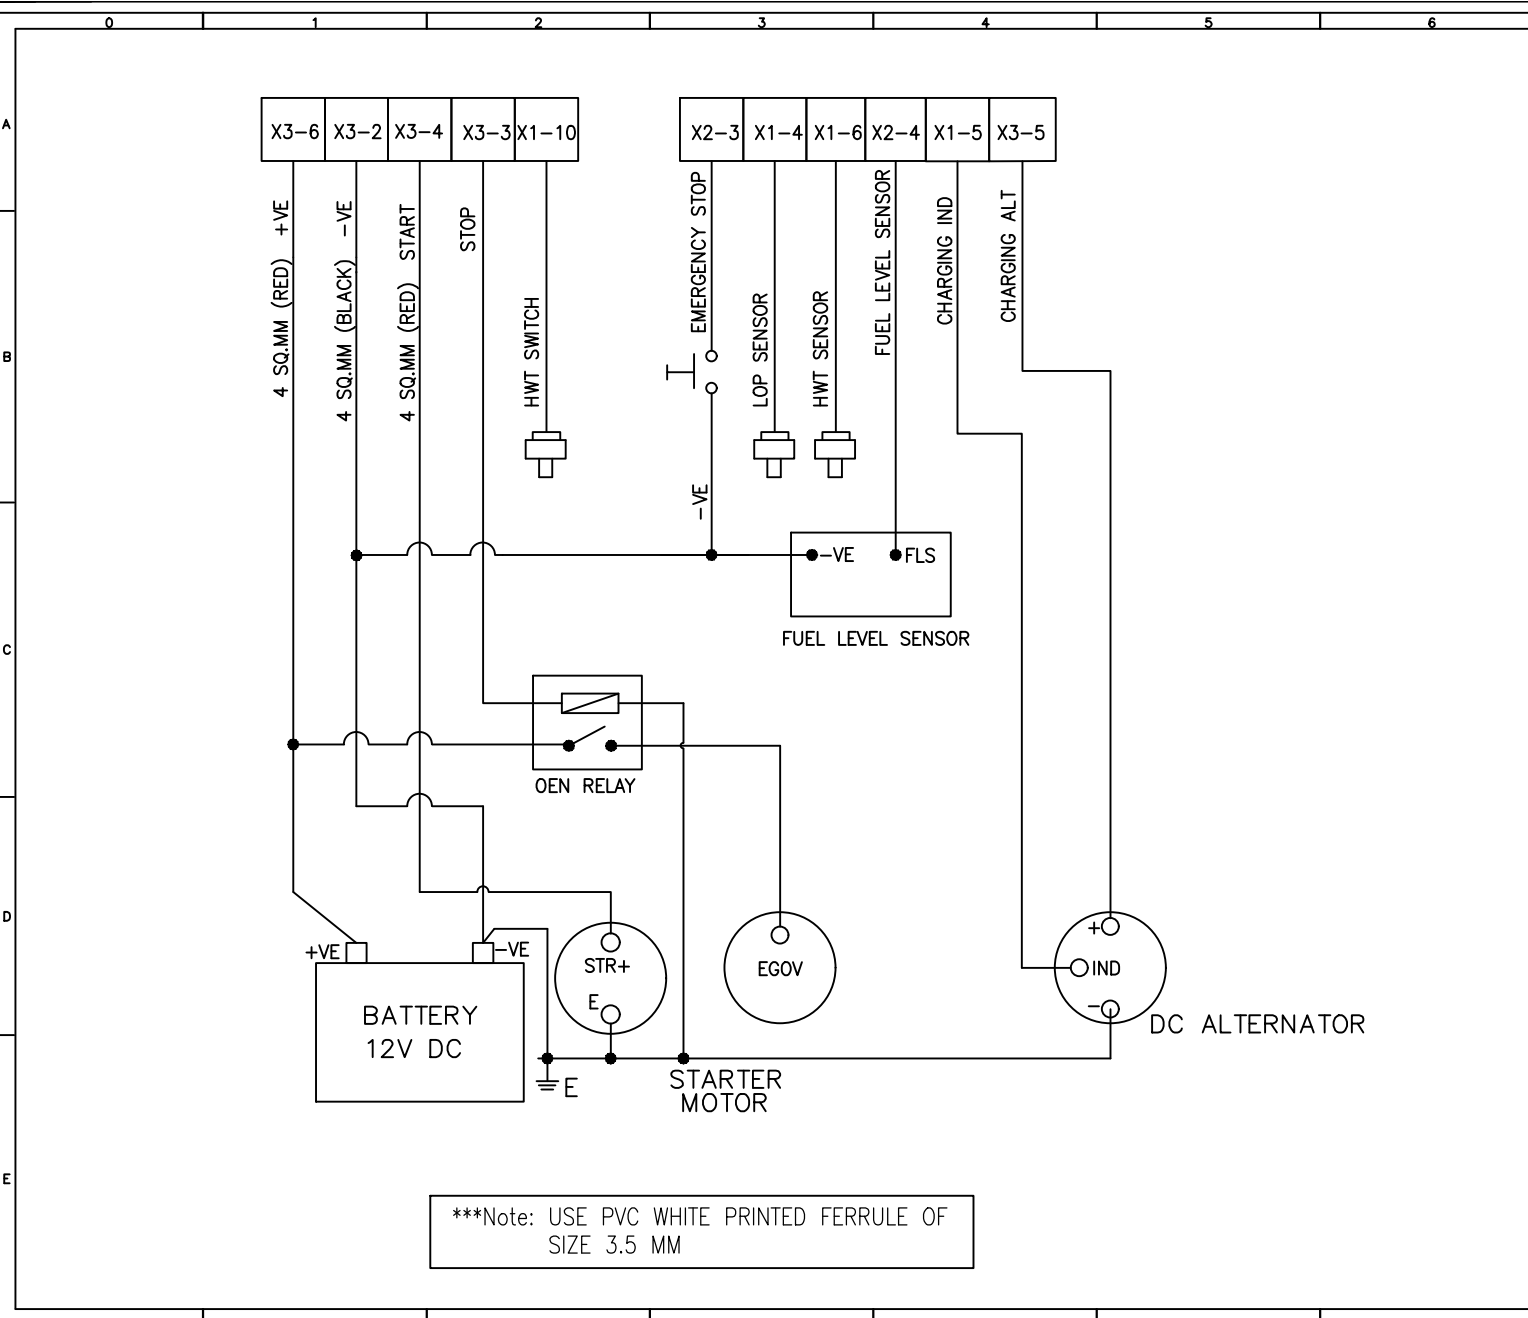 0 1 2 3 4 5 6
A
X3-6 X3-2 X3-4 X3-3 X1-10 X2-3 X1-4 X1-6 X2-4 X1-5 X3-5
4 SQ.MM (RED) +VE
4 SQ.MM (BLACK) -VE
4 SQ.MM (RED) START
STOP
HWT SWITCH
EMERGENCY STOP
LOP SENSOR
HWT SENSOR
FUEL LEVEL SENSOR
CHARGING IND
CHARGING ALT
B
-VE
-VE FLS
FUEL LEVEL SENSOR
C
OEN RELAY
D
+VE -VE
BATTERY
12V DC
STR+
E
EGOV
+
IND
-
DC ALTERNATOR
E
STARTER
MOTOR
E
***Note: USE PVC WHITE PRINTED FERRULE OF
SIZE 3.5 MM